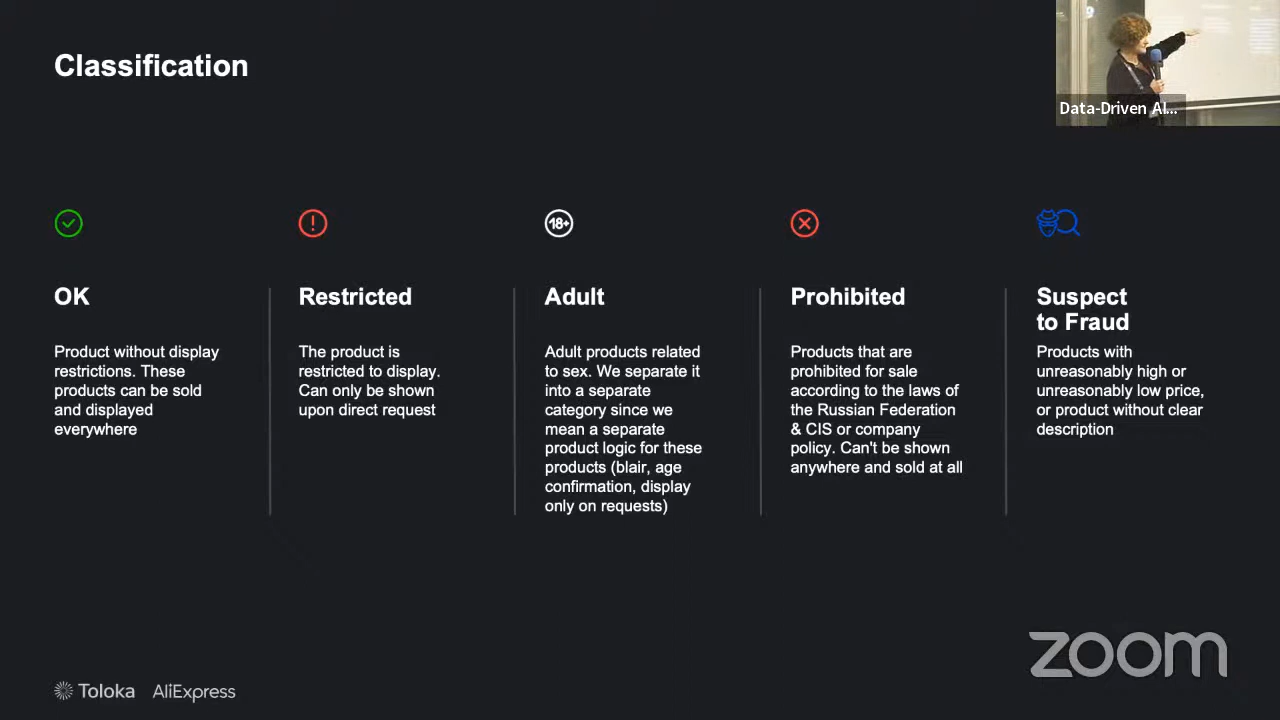 Classification
Data-Driven AI...
18+
OK
Product without display
restrictions. These
products can be sold
and displayed
everywhere
Restricted
The product is
restricted to display.
Can only be shown
upon direct request
Adult
Adult products related
to sex. We separate it
into a separate
category since we
mean a separate
product logic for these
products (blair, age
confirmation, display
only on requests)
Prohibited
Products that are
prohibited for sale
according to the laws of
the Russian Federation
& CIS or company
policy. Can't be shown
anywhere and sold at all
Suspect
to Fraud
Products with
unreasonably high or
unreasonably low price,
or product without clear
description
zoom
Toloka AliExpress